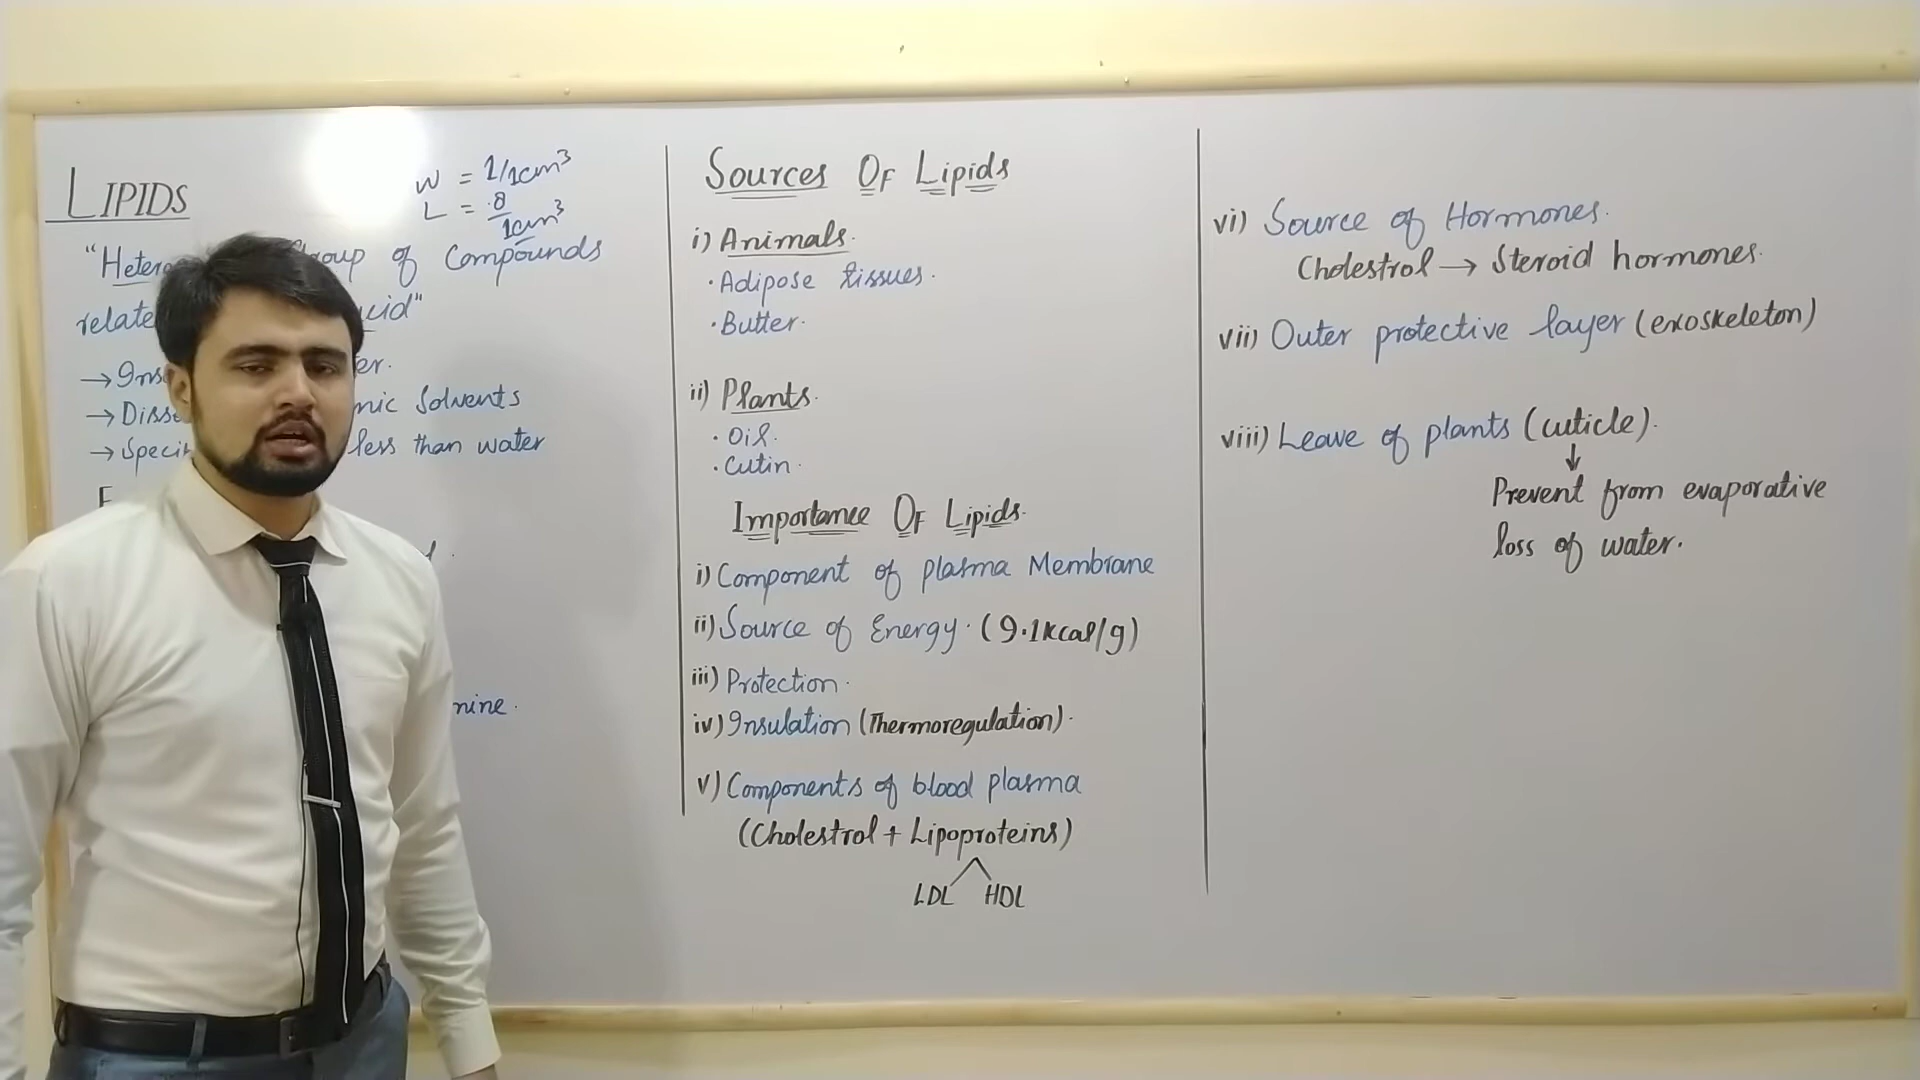 LIPIDS
W = 1/1cm³
L = .8/1cm³
"Hetero group of Compounds
relate acid"
→ Ins er.
→ Disso nic Solvents
→ Speci less than water
nine.
Sources OF Lipids
i) Animals.
· Adipose tissues.
· Butter.
ii) Plants.
· Oil.
· Cutin.
Importance OF Lipids.
i) Component of plasma Membrane
ii) Source of Energy. (9.1kcal/g)
iii) Protection.
iv) Insulation (Thermoregulation).
v) Components of blood plasma
(Cholestrol + Lipoproteins)
LDL HDL
vi) Source of Hormones.
Cholestrol → Steroid hormones.
vii) Outer protective layer (exoskeleton)
viii) Leave of plants (cuticle).
↓
Prevent from evaporative
loss of water.